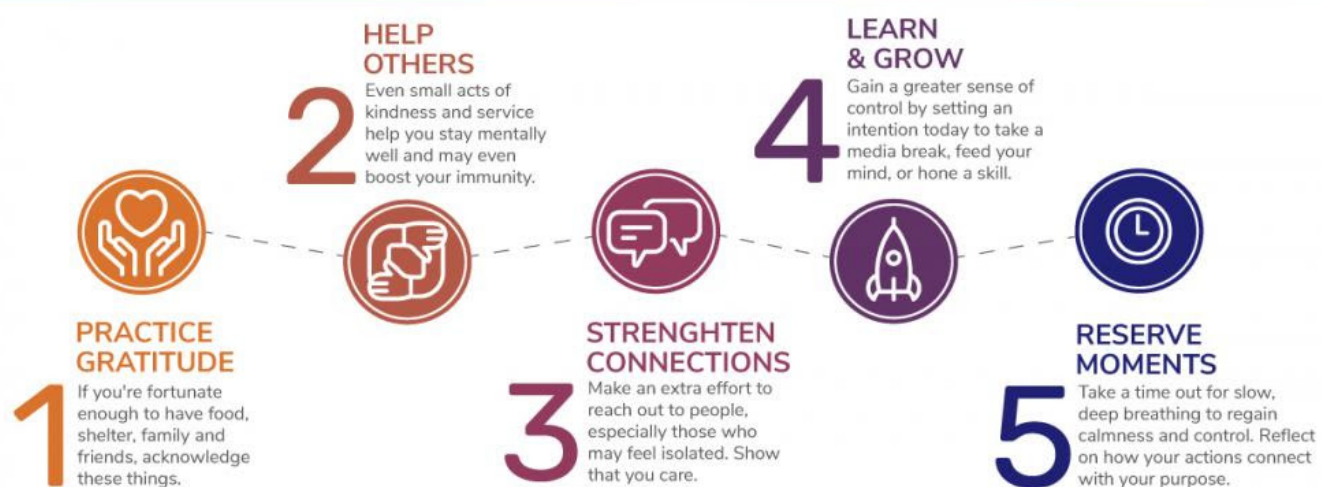 1
PRACTICE
GRATITUDE
If you're fortunate
enough to have food,
shelter, family and
friends, acknowledge
these things.
2
HELP
OTHERS
Even small acts of
kindness and service
help you stay mentally
well and may even
boost your immunity.
3
STRENGHTEN
CONNECTIONS
Make an extra effort to
reach out to people,
especially those who
may feel isolated. Show
that you care.
4
LEARN
& GROW
Gain a greater sense of
control by setting an
intention today to take a
media break, feed your
mind, or hone a skill.
5
RESERVE
MOMENTS
Take a time out for slow,
deep breathing to regain
calmness and control. Reflect
on how your actions connect
with your purpose.